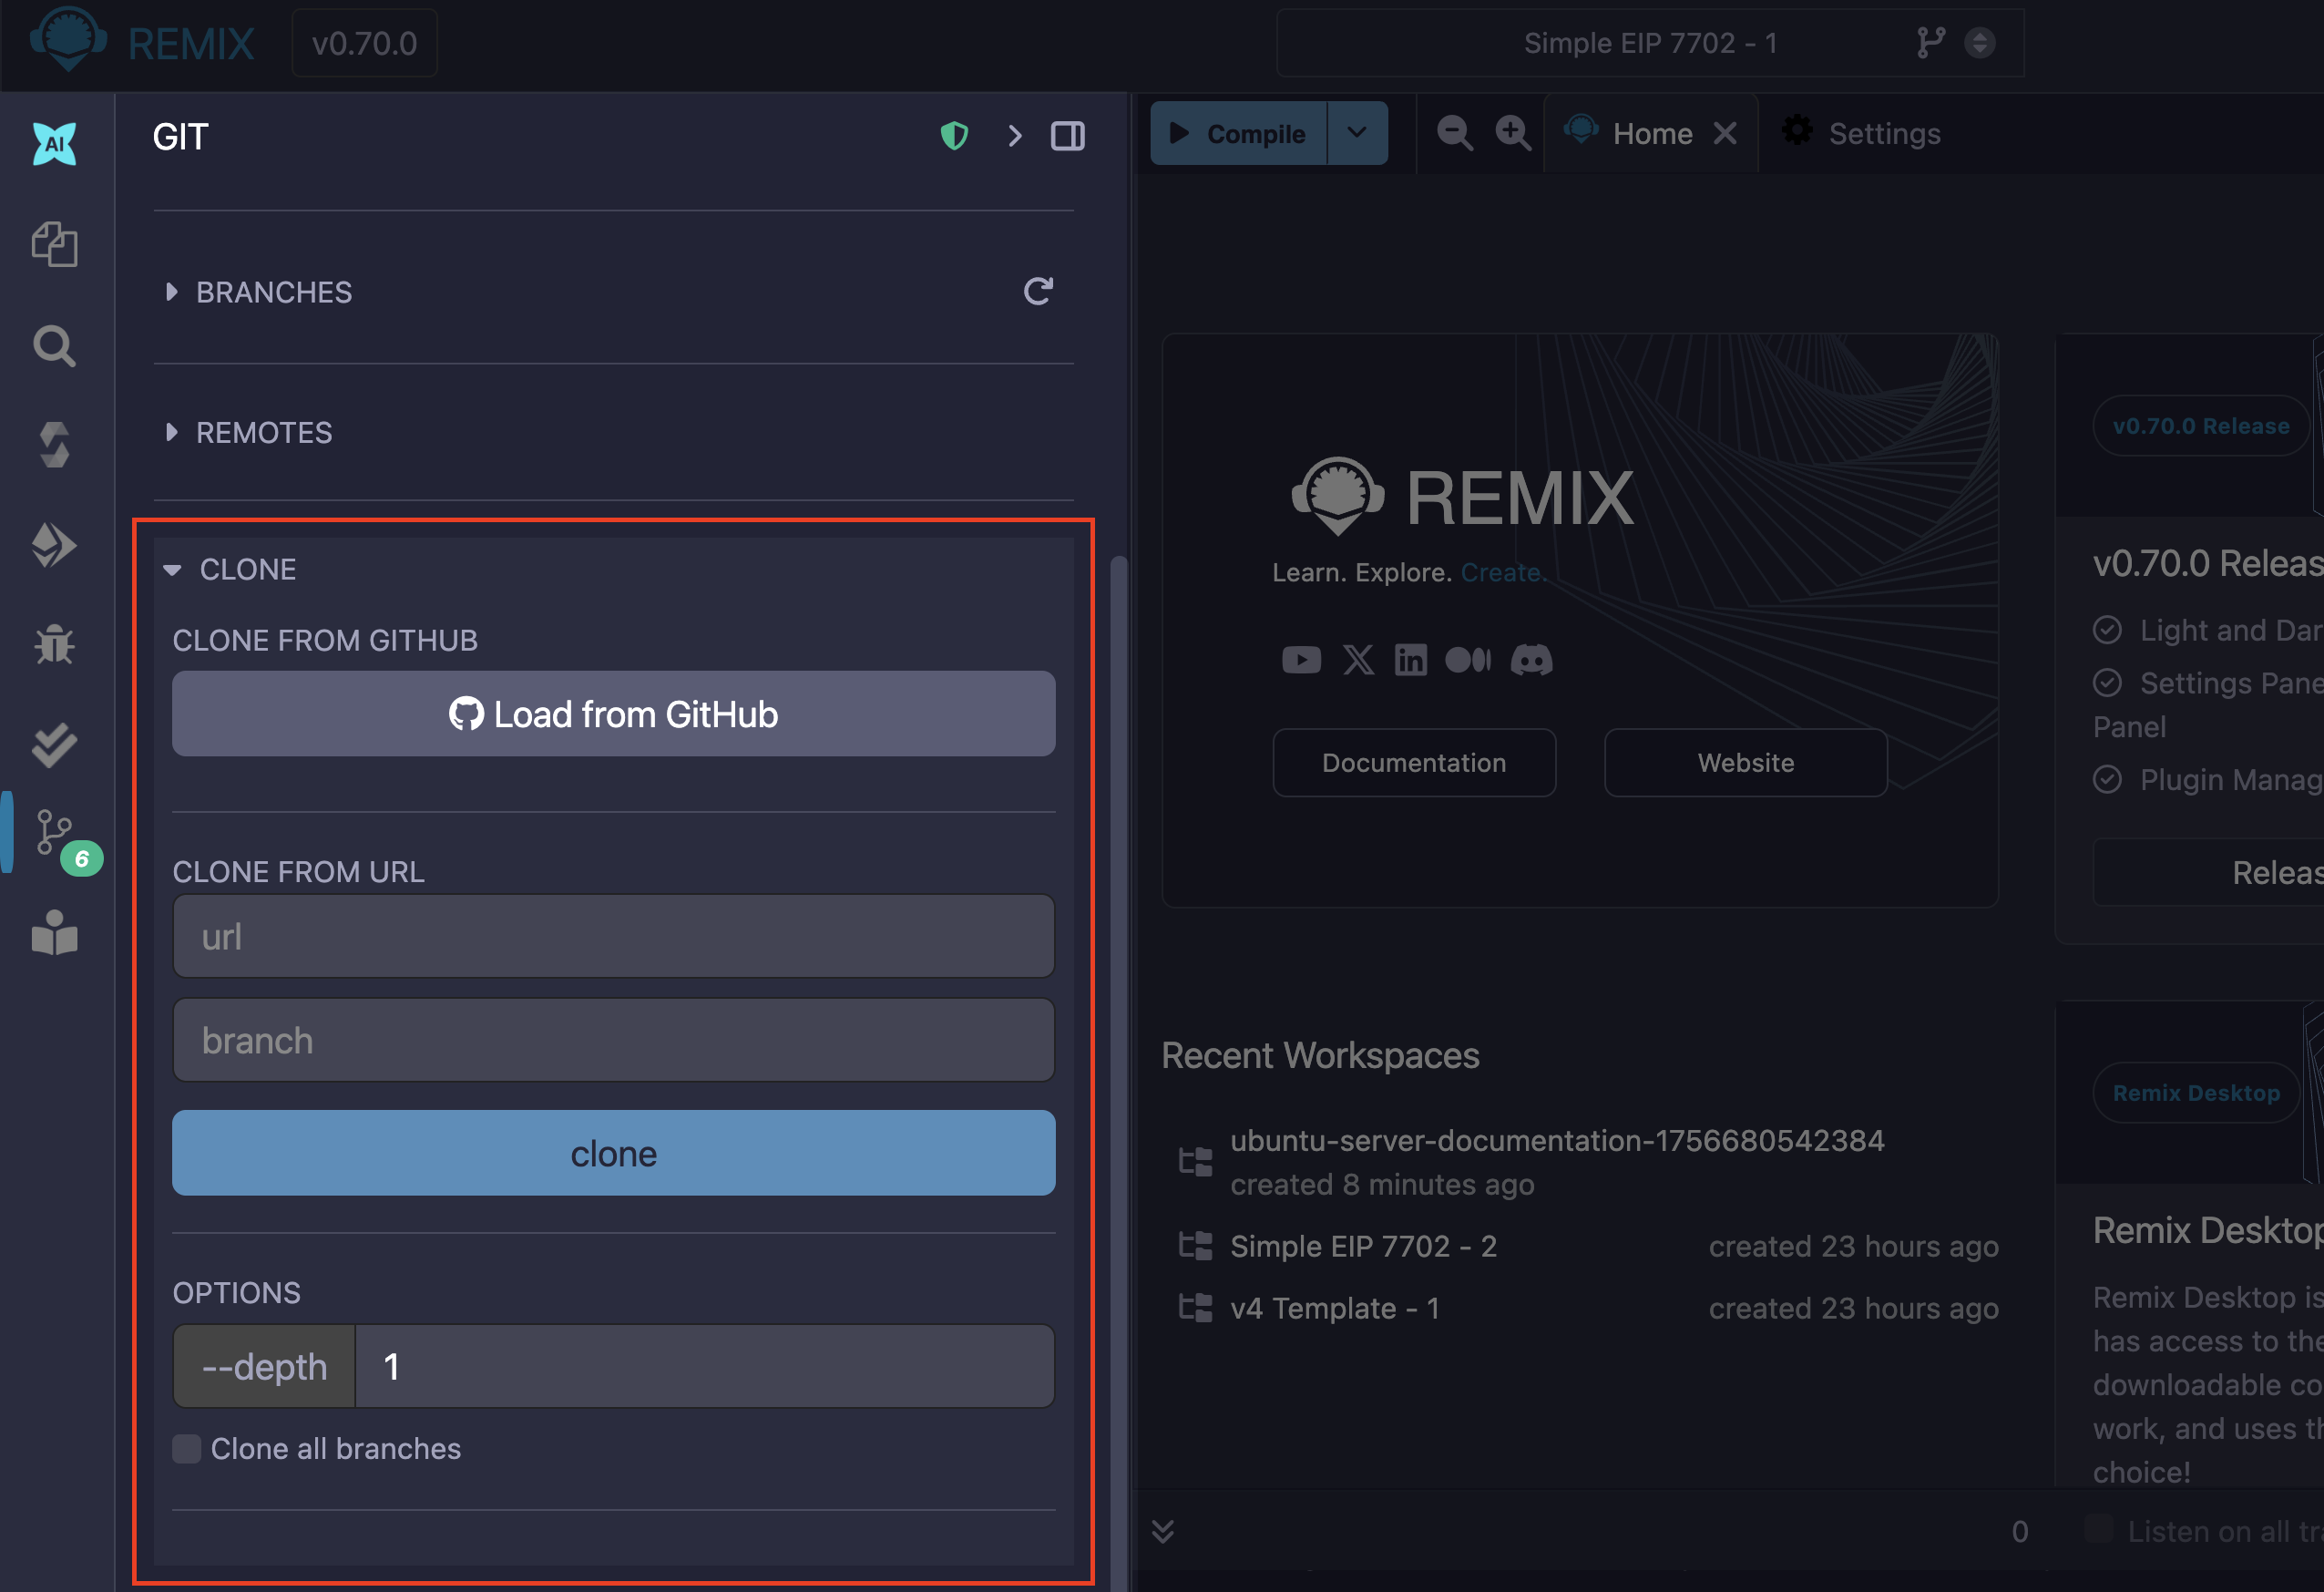 REMIX
v0.70.0
Simple EIP 7702 - 1
AI
GIT
BRANCHES
REMOTES
CLONE
CLONE FROM GITHUB
Load from GitHub
CLONE FROM URL
url
branch
clone
OPTIONS
--depth 1
Clone all branches
6
Compile
Home
Settings
REMIX
Learn. Explore. Create.
in
Documentation
Website
Recent Workspaces
ubuntu-server-documentation-1756680542384
created 8 minutes ago
Simple EIP 7702 - 2 created 23 hours ago
v4 Template - 1 created 23 hours ago
v0.70.0 Release
v0.70.0 Releas
Light and Dar
Settings Pane
Panel
Plugin Manag
Releas
Remix Desktop
Remix Desktop
Remix Desktop is
has access to the
downloadable co
work, and uses th
choice!
0
Listen on all tra